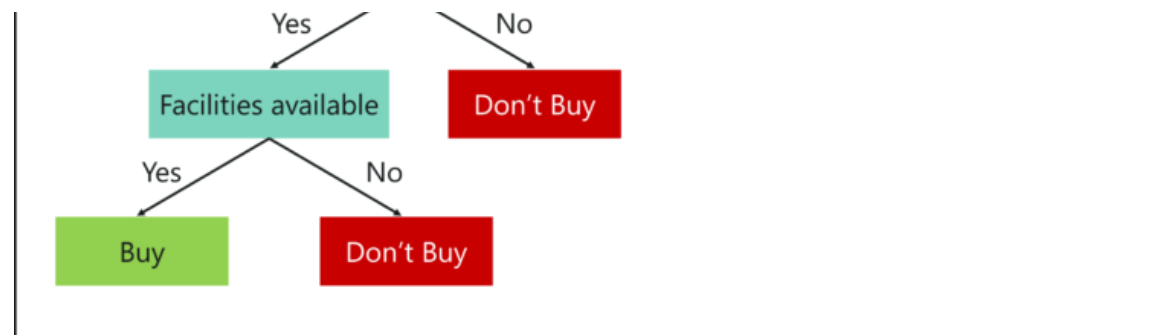 Yes
No
Facilities available
Don't Buy
Yes
No
Buy
Don't Buy